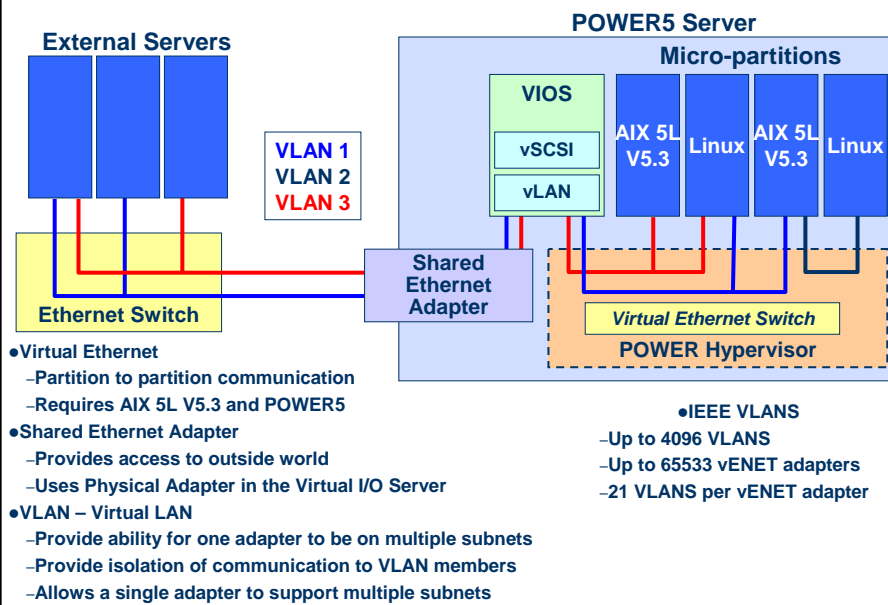 POWER5 Server
External Servers
Micro-partitions
VIOS
vSCSI
vLAN
AIX 5L
V5.3
Linux
AIX 5L
V5.3
Linux
VLAN 1
VLAN 2
VLAN 3
Shared
Ethernet
Adapter
Ethernet Switch
Virtual Ethernet Switch
POWER Hypervisor
●Virtual Ethernet
–Partition to partition communication
–Requires AIX 5L V5.3 and POWER5
●Shared Ethernet Adapter
–Provides access to outside world
–Uses Physical Adapter in the Virtual I/O Server
●VLAN – Virtual LAN
–Provide ability for one adapter to be on multiple subnets
–Provide isolation of communication to VLAN members
–Allows a single adapter to support multiple subnets
●IEEE VLANS
–Up to 4096 VLANS
–Up to 65533 vENET adapters
–21 VLANS per vENET adapter